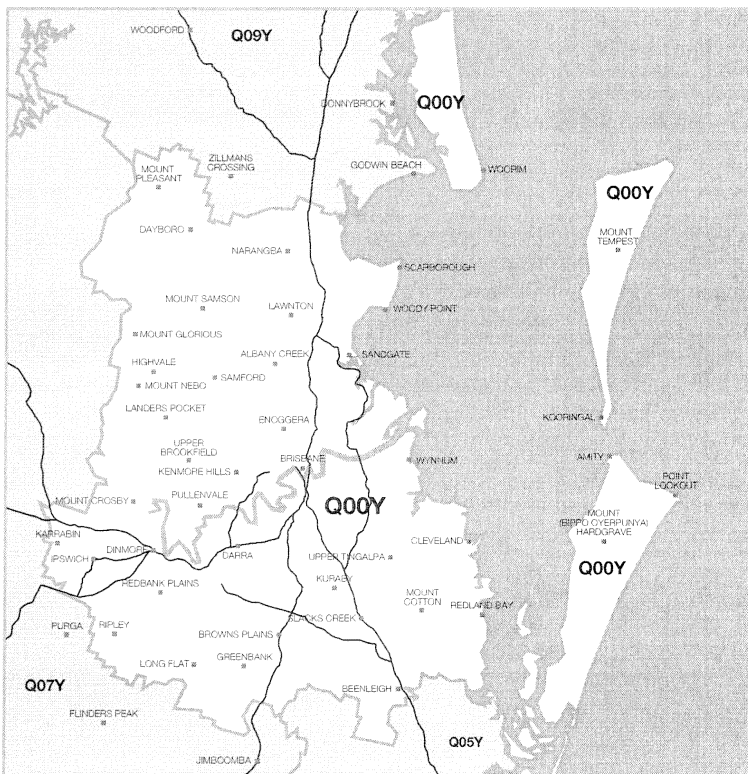 WOODFORD
Q09Y
DONNYBROOK
Q00Y
MOUNT
PLEASANT
ZILLMANS
CROSSING
GODWIN BEACH
WOORIM
Q00Y
DAYBORO
NARANGBA
MOUNT
TEMPEST
SCARBOROUGH
MOUNT SAMSON
LAWNTON
WOODY POINT
MOUNT GLORIOUS
HIGHVALE
ALBANY CREEK
SANDGATE
MOUNT NEBO
SAMFORD
LANDERS POCKET
ENOGGERA
KOORINGAL
UPPER
BROOKFIELD
BRISBANE
WYNNUM
AMITY
KENMORE HILLS
POINT
LOOKOUT
MOUNT CROSBY
PULLENVALE
Q00Y
MOUNT
(BIPPO OYERPUNYA)
HARDGRAVE
KARRABIN
IPSWICH
DINMORE
DARRA
UPPER TINGALPA
CLEVELAND
Q00Y
REDBANK PLAINS
KURABY
MOUNT
COTTON
REDLAND BAY
SLACKS CREEK
PURGA
RIPLEY
BROWNS PLAINS
LONG FLAT
GREENBANK
Q07Y
BEENLEIGH
FLINDERS PEAK
Q05Y
JIMBOOMBA